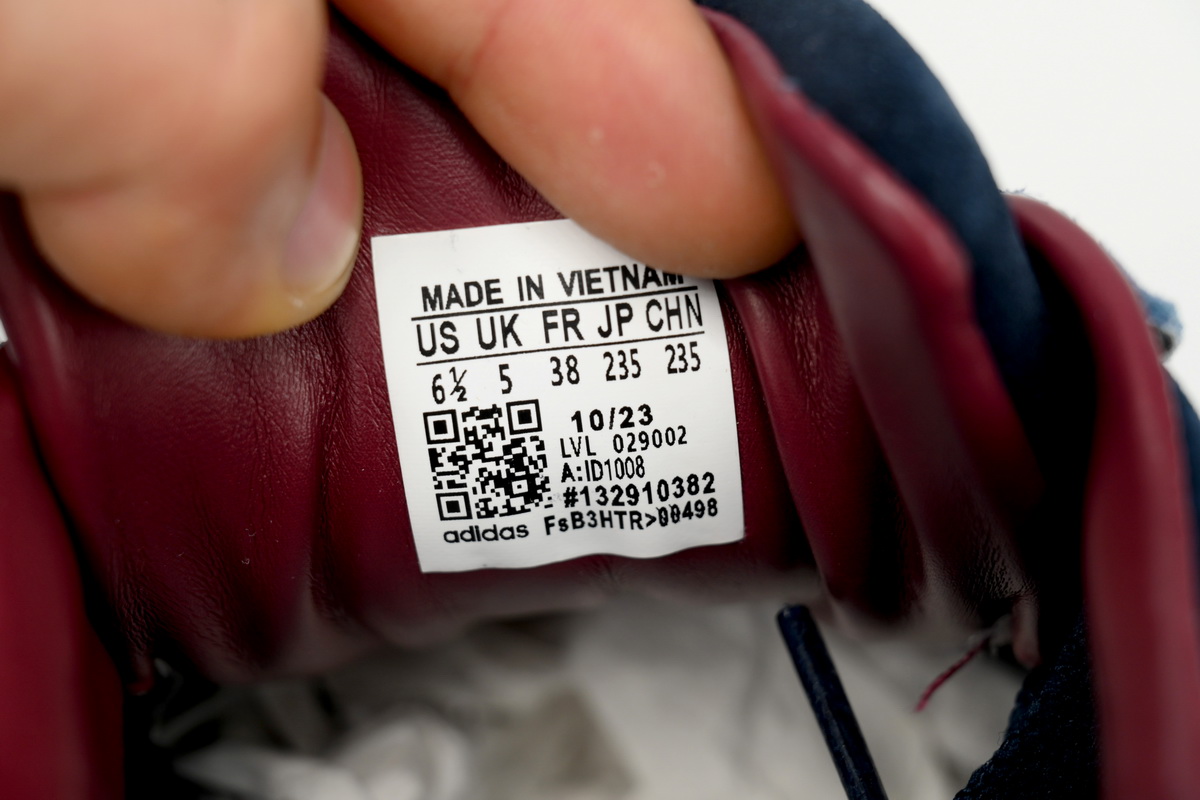 MADE IN VIETNAM
US UK FR JP CHN
6½ 5 38 235 235
10/23
LVL 029002
A:ID1008
#132910382
adidas FsB3HTR>00498